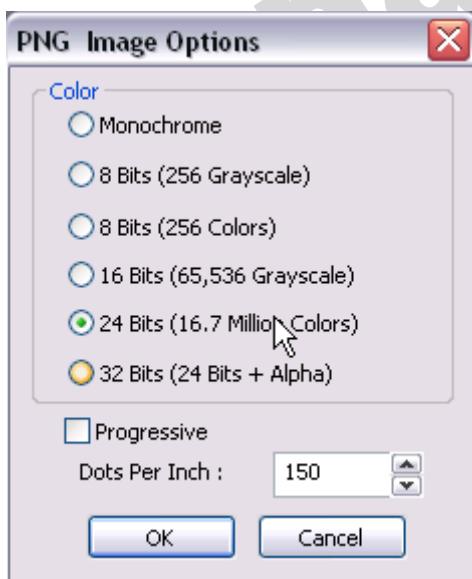 PNG Image Options
Color
Monochrome
8 Bits (256 Grayscale)
8 Bits (256 Colors)
16 Bits (65,536 Grayscale)
24 Bits (16.7 Million Colors)
32 Bits (24 Bits + Alpha)
Progressive
Dots Per Inch : 150
OK Cancel